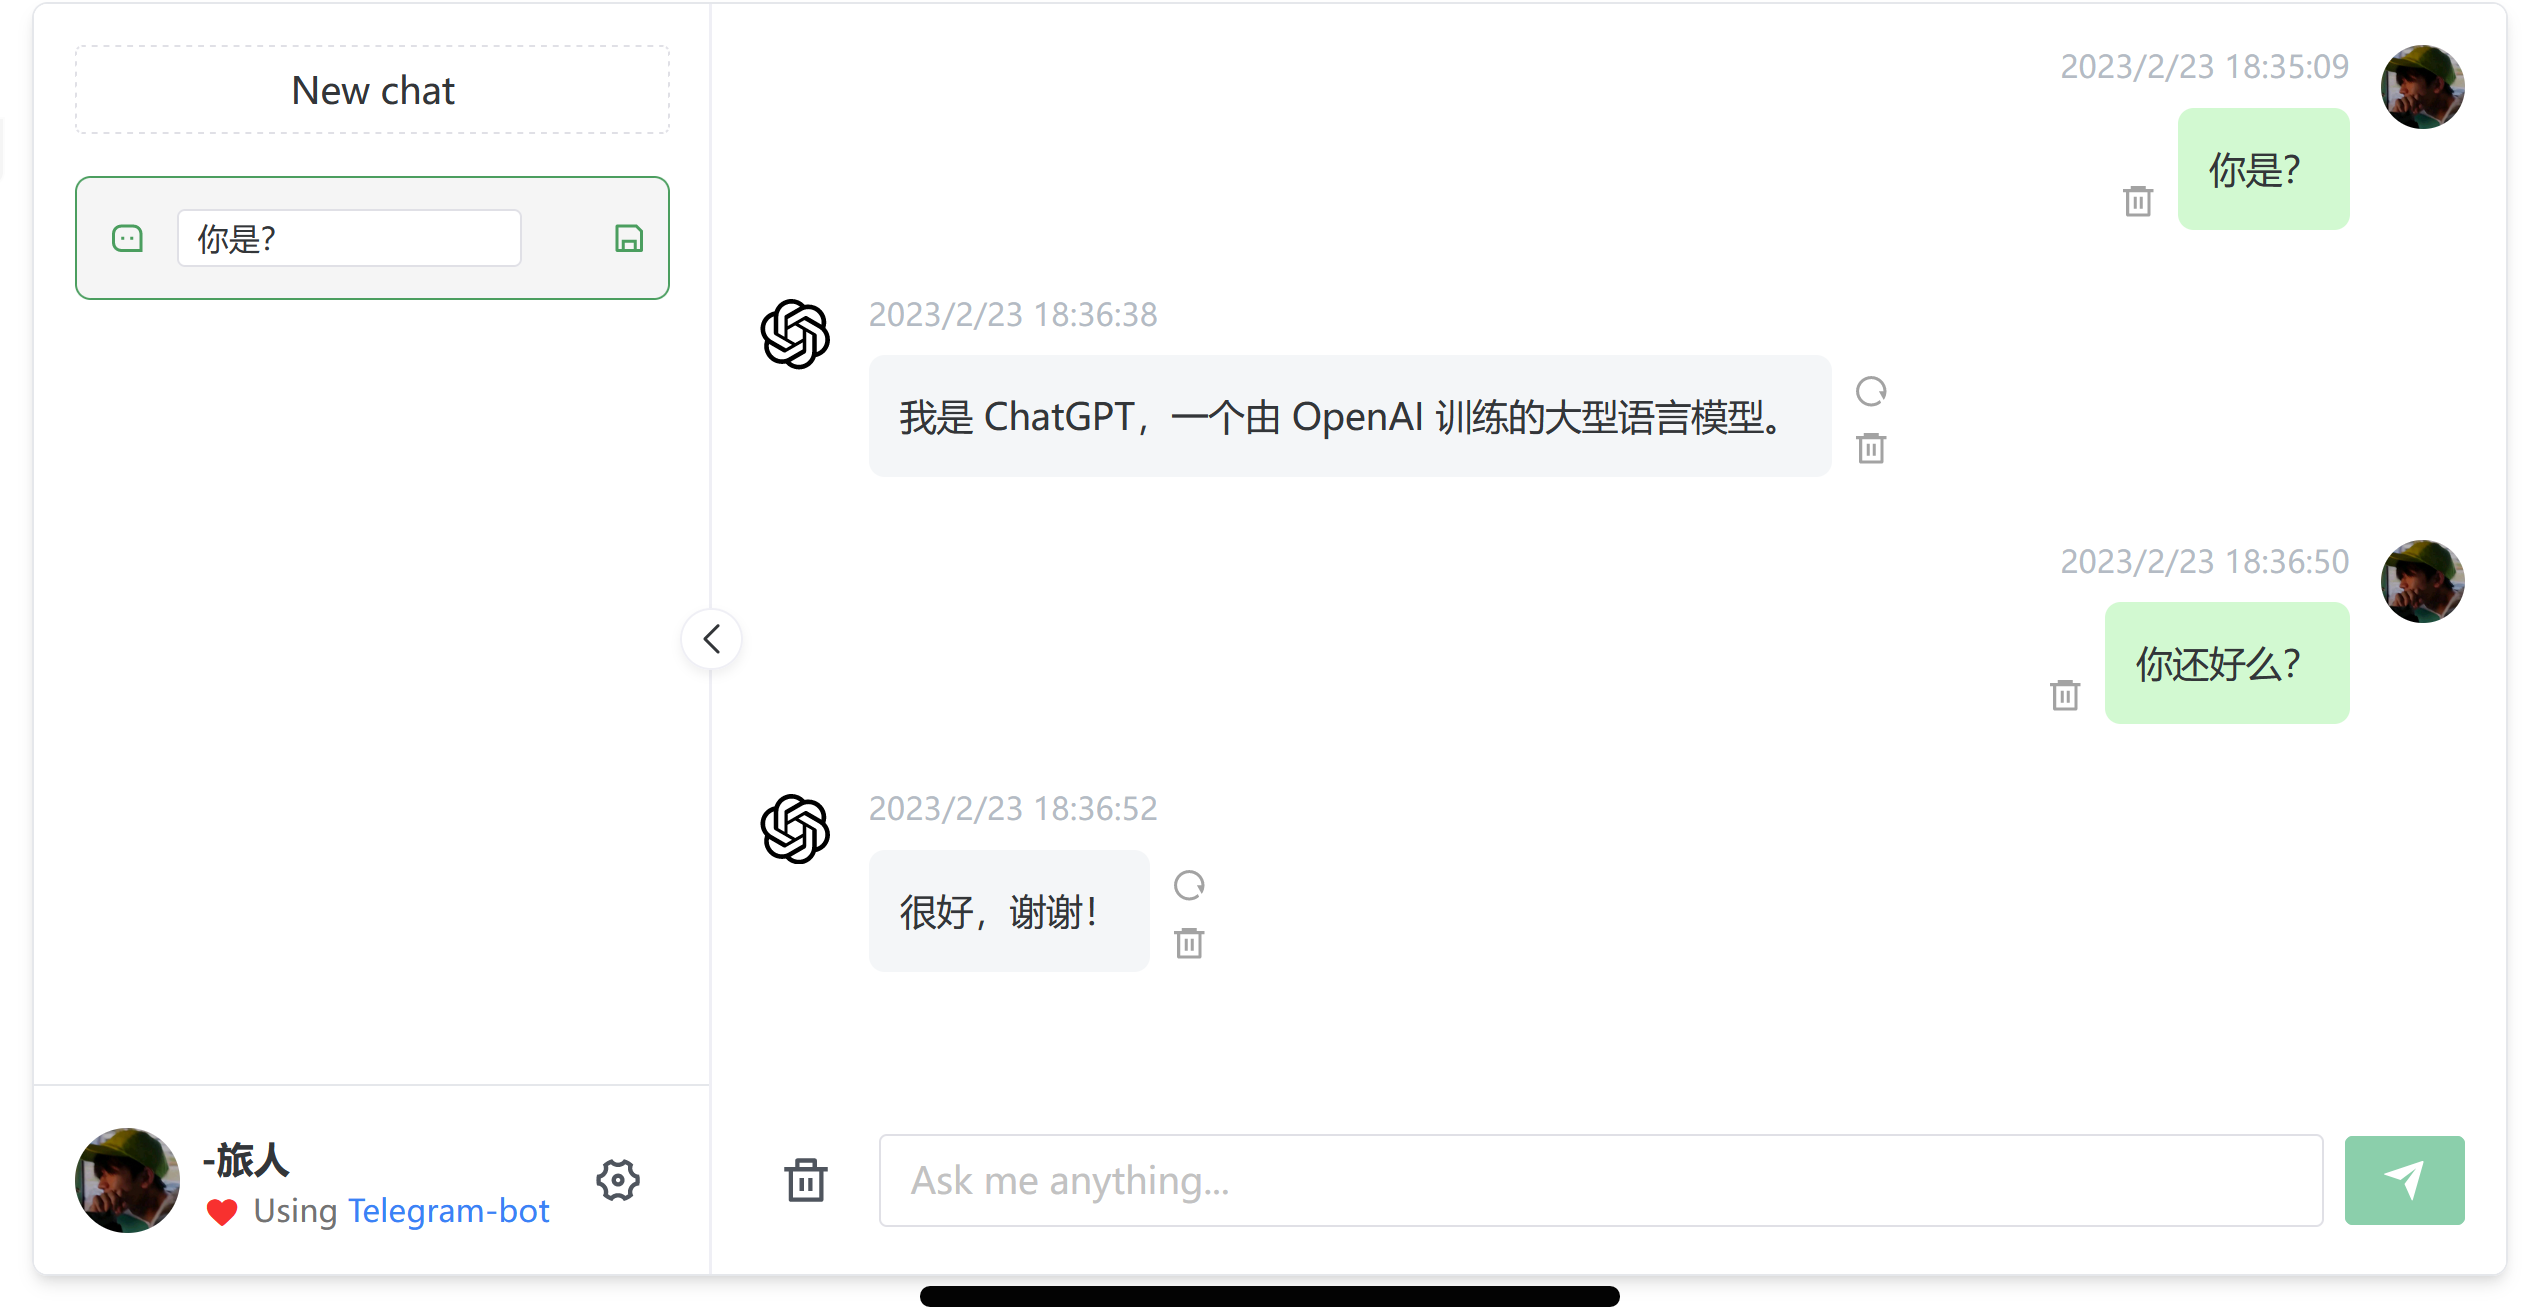 New chat
你是？
-旅人
Using Telegram-bot
2023/2/23 18:35:09
你是？
2023/2/23 18:36:38
我是 ChatGPT，一个由 OpenAI 训练的大型语言模型。
2023/2/23 18:36:50
你还好么？
2023/2/23 18:36:52
很好，谢谢！
Ask me anything...